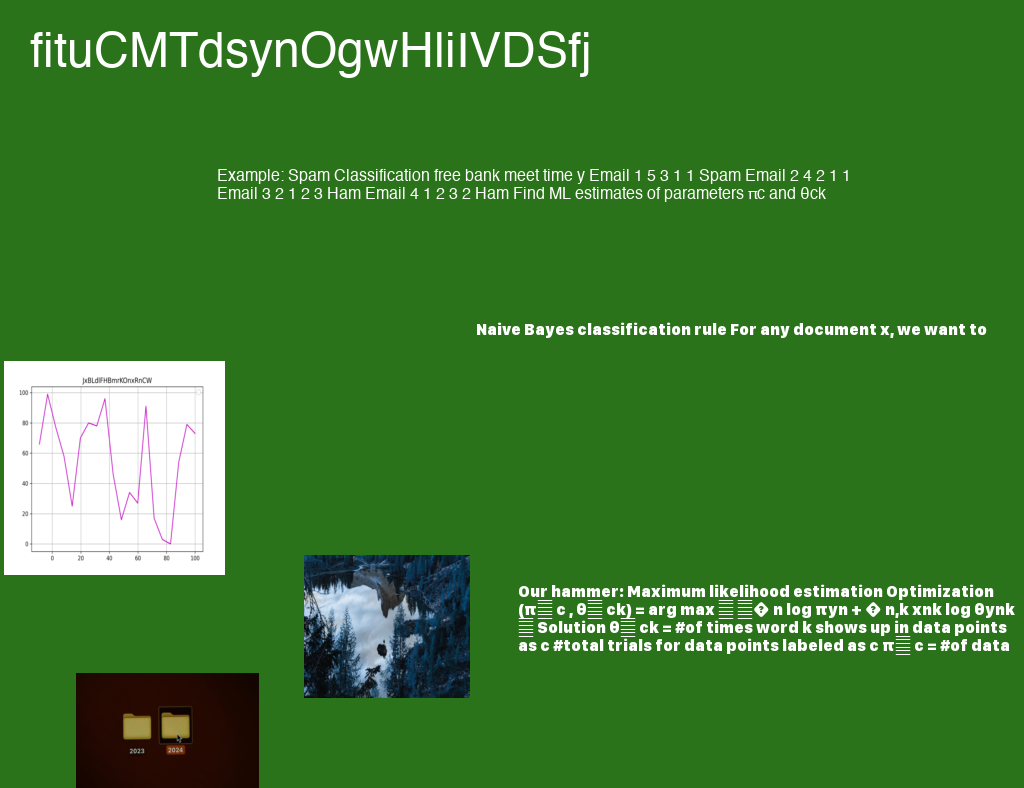 fituCMTdsynOgwHIiIVDSfj
Example: Spam Classification free bank meet time y Email 1 5 3 1 1 Spam Email 2 4 2 1 1
Email 3 2 1 2 3 Ham Email 4 1 2 3 2 Ham Find ML estimates of parameters πc and θck
Naive Bayes classification rule For any document x, we want to
JxBLdlFHBmrKOnxRnCW
100
80
60
40
20
0
0 20 40 60 80 100
Our hammer: Maximum likelihood estimation Optimization
(π▒ c , θ▒ ck) = arg max ▒ ▒� n log πyn + � n,k xnk log θynk
▒ Solution θ▒ ck = #of times word k shows up in data points
as c #total trials for data points labeled as c π▒ c = #of data
2023 2024